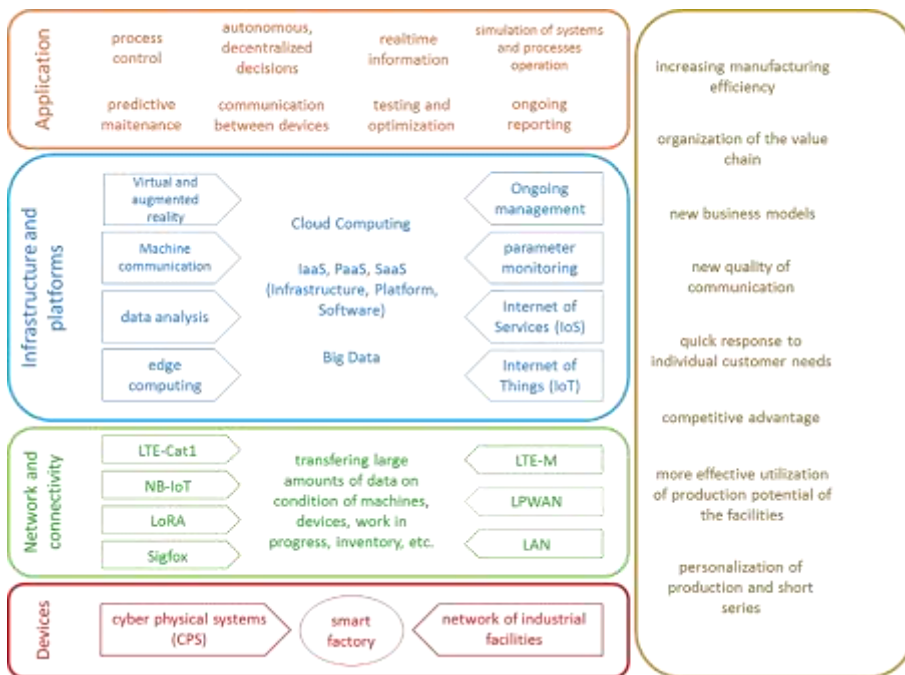 Application
process
control
autonomous,
decentralized
decisions
realtime
information
simulation of systems
and processes
operation
predictive
maitenance
communication
between devices
testing and
optimization
ongoing
reporting
Infrastructure and
platforms
Virtual and
augmented
reality
Machine
communication
data analysis
edge
computing
Cloud Computing
IaaS, PaaS, SaaS
(Infrastructure, Platform,
Software)
Big Data
Ongoing
management
parameter
monitoring
Internet of
Services (IoS)
Internet of
Things (IoT)
Network and
connectivity
LTE-Cat1
NB-IoT
LoRA
Sigfox
transfering large
amounts of data on
condition of machines,
devices, work in
progress, inventory, etc.
LTE-M
LPWAN
LAN
Devices
cyber physical systems
(CPS)
smart
factory
network of industrial
facilities
increasing manufacturing
efficiency
organization of the value
chain
new business models
new quality of
communication
quick response to
individual customer needs
competitive advantage
more effective utilization
of production potential of
the facilities
personalization of
production and short
series